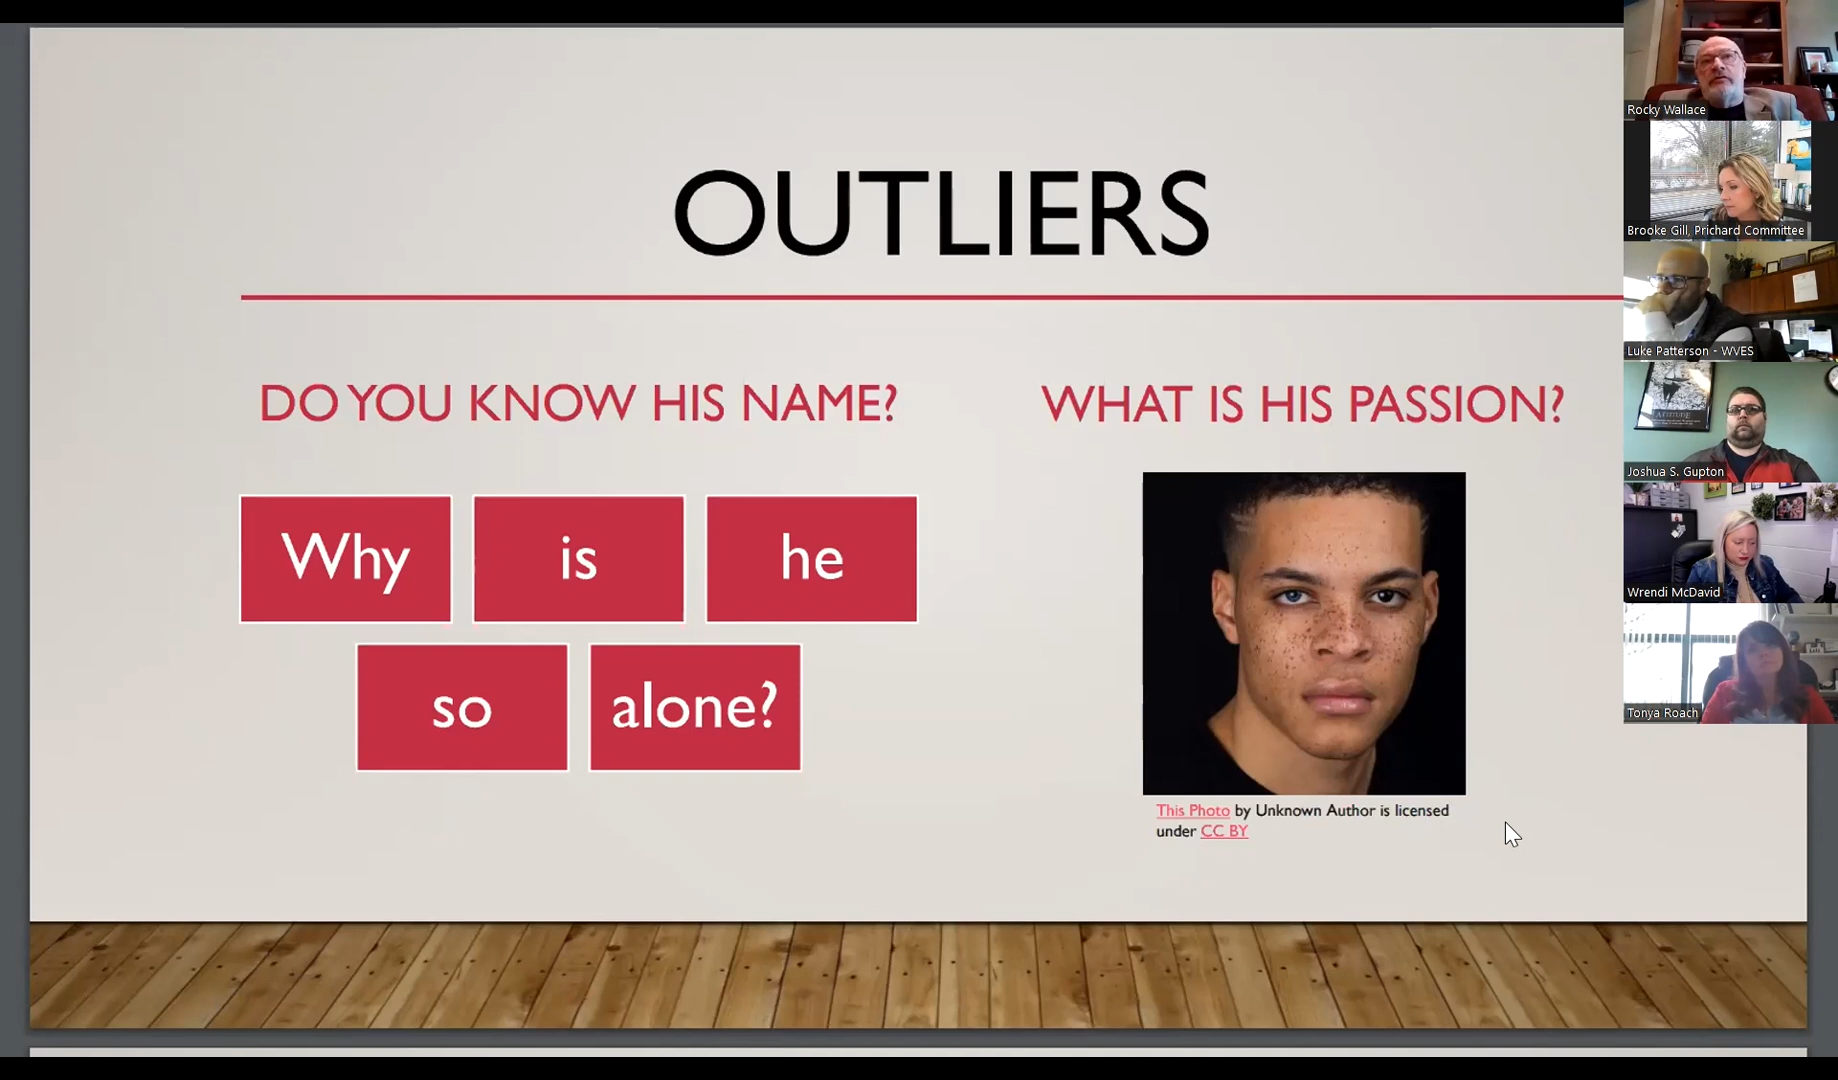 OUTLIERS
DO YOU KNOW HIS NAME?
Why is he
so alone?
WHAT IS HIS PASSION?
This Photo by Unknown Author is licensed
under CC BY
Rocky Wallace
Brooke Gill, Prichard Committee
Luke Patterson - WVES
ATTITUDE
Joshua S. Gupton
Wrendi McDavid
Tonya Roach